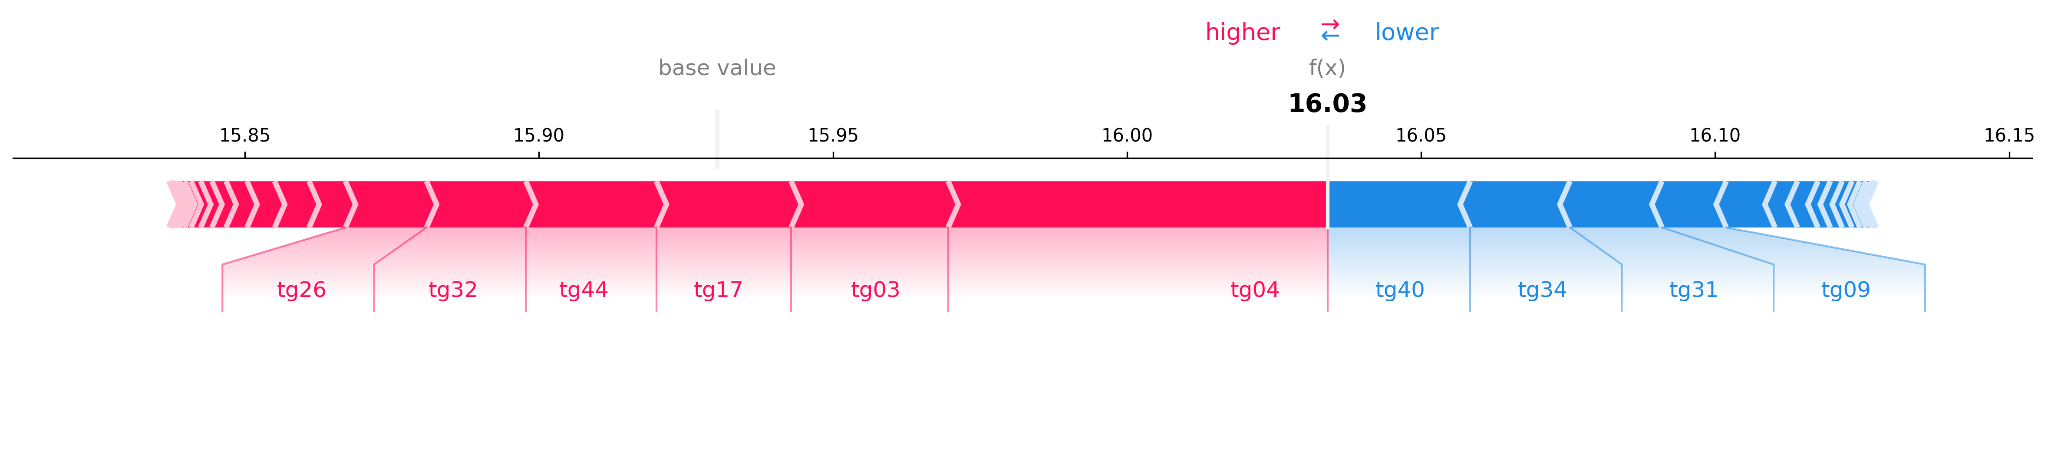 higher ⇄ lower
base value f(x)
16.03
15.85 15.90 15.95 16.00 16.05 16.10 16.15
tg26 tg32 tg44 tg17 tg03 tg04 tg40 tg34 tg31 tg09